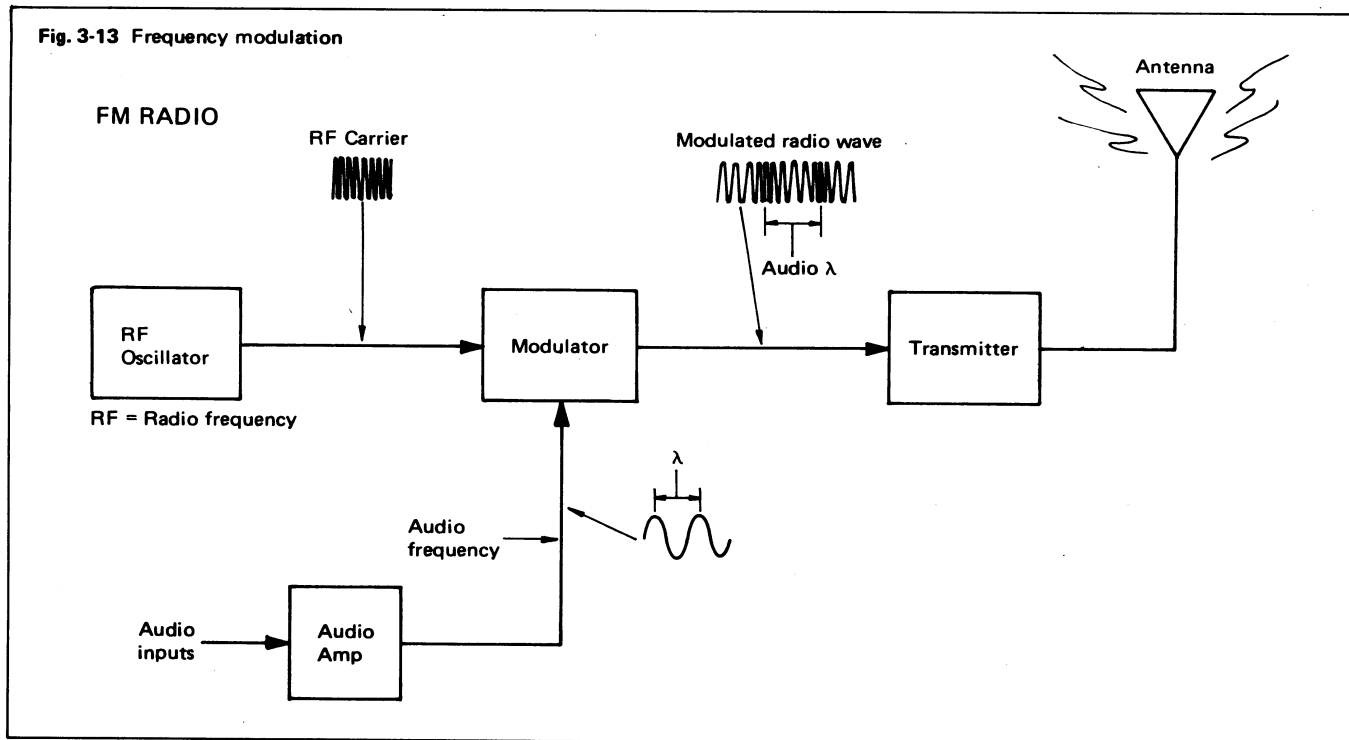 Fig. 3-13 Frequency modulation
Antenna
FM RADIO
RF Carrier
Modulated radio wave
Audio λ
RF
Oscillator
Modulator
Transmitter
RF = Radio frequency
λ
Audio
frequency
Audio
inputs
Audio
Amp